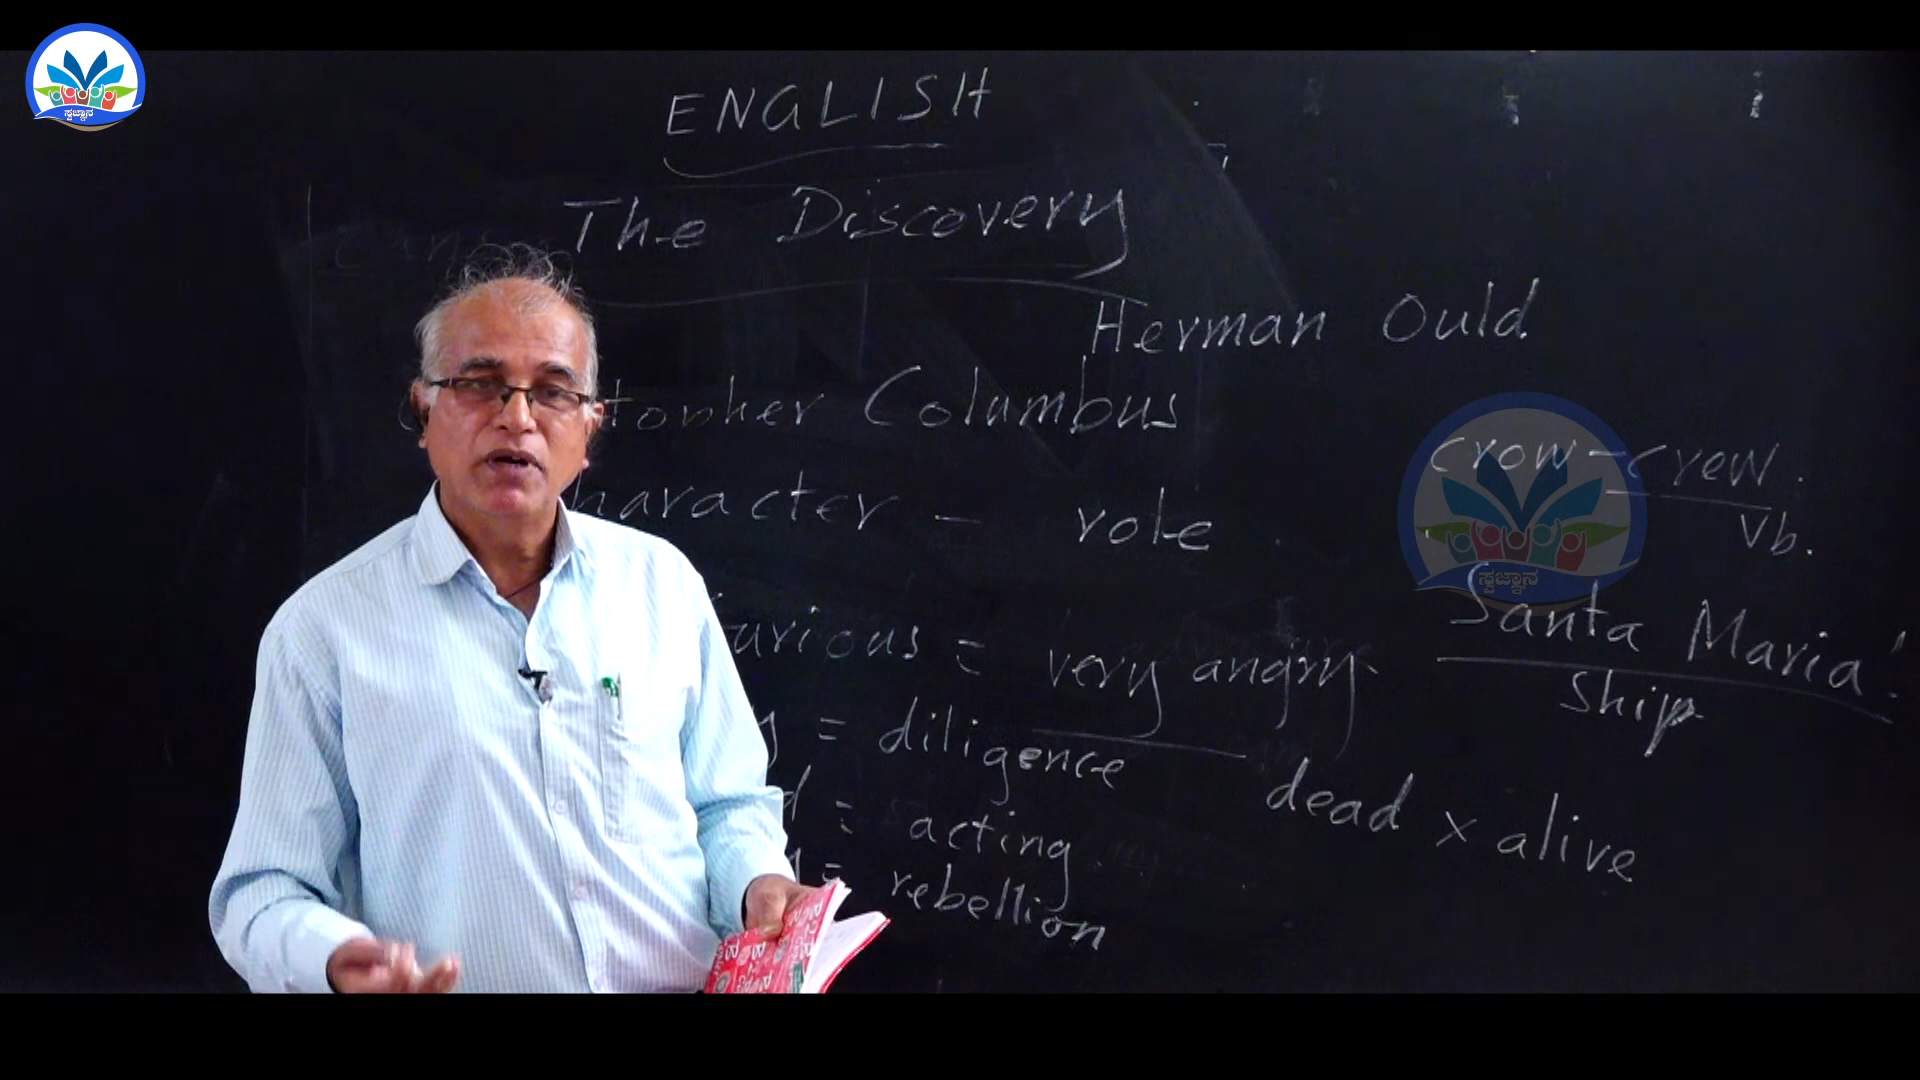 ಸ್ವಜ್ಞಾನ
ENGLISH
The Discovery
Herman Ould
Columbus
crow - crew.
vb.
ಸ್ವಜ್ಞಾನ
haracter - role
Santa Maria!
Ship
urious = very angry
y = diligence
dead x alive
d = acting
y = rebellion